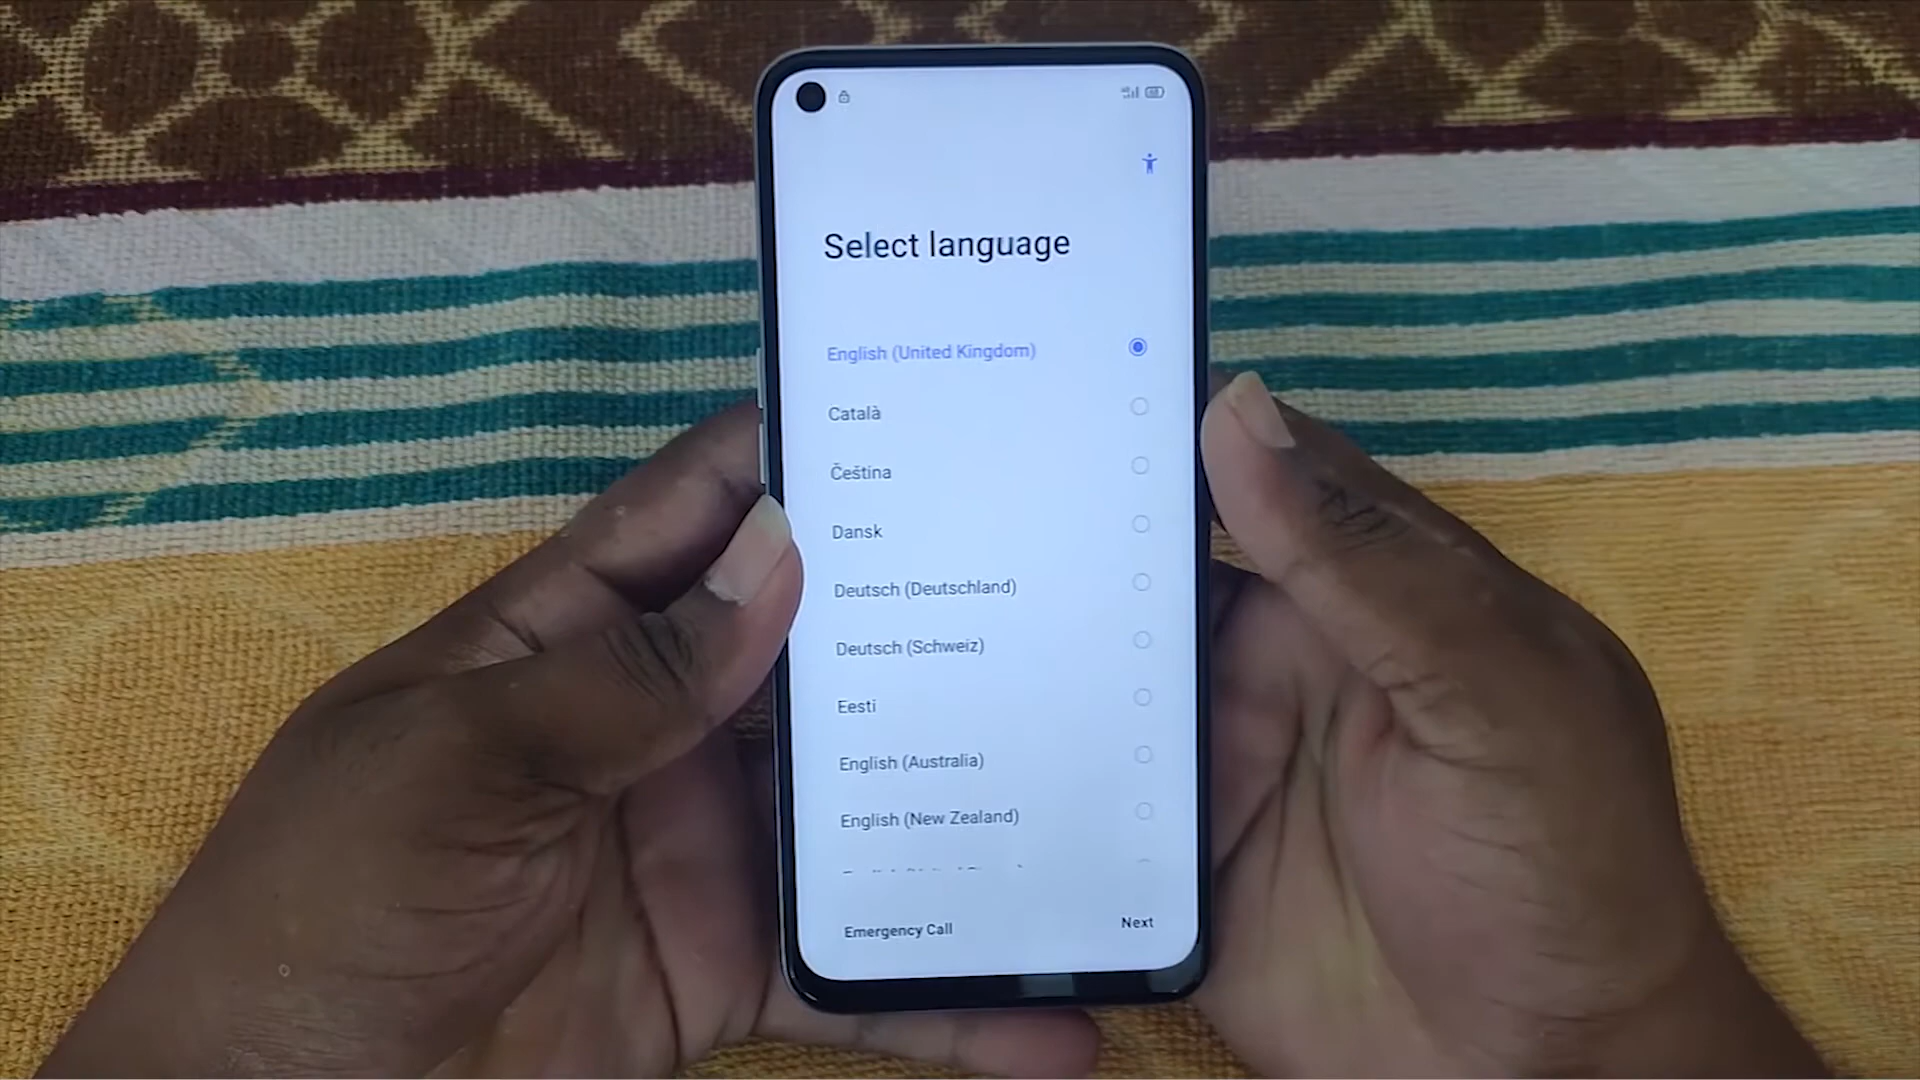 Select language
English (United Kingdom)
Català
Čeština
Dansk
Deutsch (Deutschland)
Deutsch (Schweiz)
Eesti
English (Australia)
English (New Zealand)
Emergency Call
Next